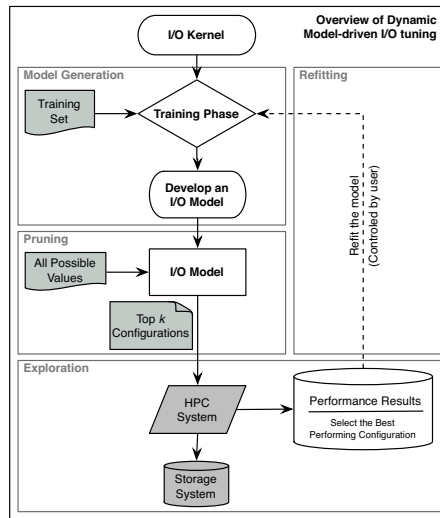 Overview of Dynamic
Model-driven I/O tuning
I/O Kernel
Model Generation
Refitting
Training
Set
Training Phase
Develop an
I/O Model
Refit the model
(Controled by user)
Pruning
All Possible
Values
I/O Model
Top k
Configurations
Exploration
HPC
System
Performance Results
Select the Best
Performing Configuration
Storage
System